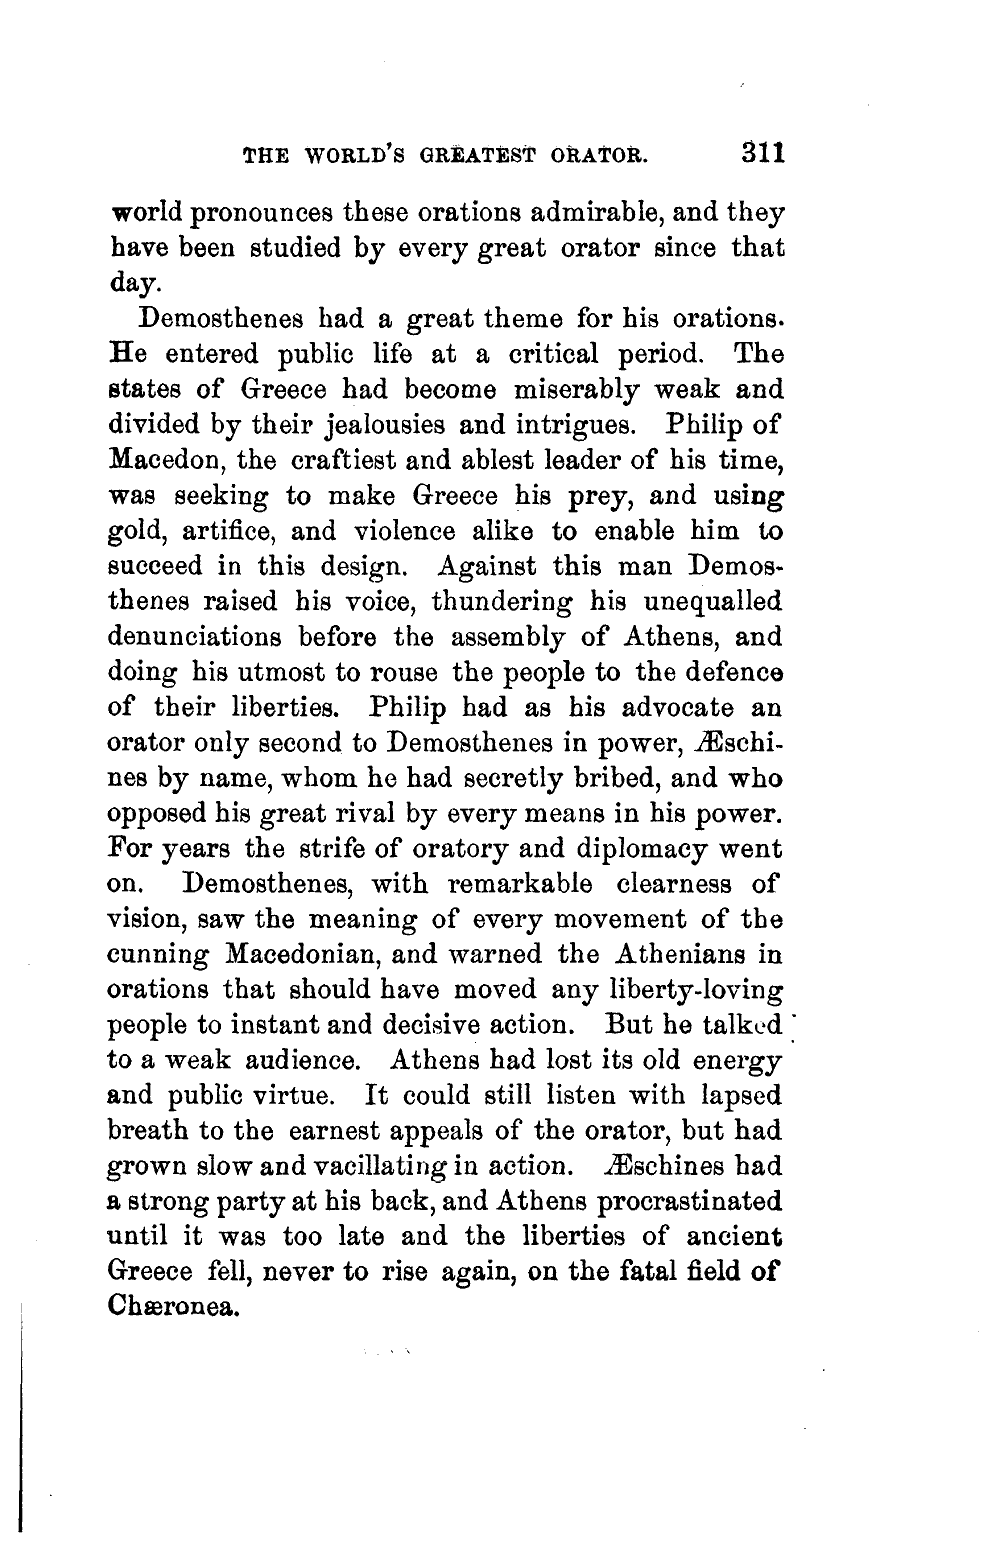 THE WORLD'S GREATEST ORATOR. 311
world pronounces these orations admirable, and they
have been studied by every great orator since that
day.
Demosthenes had a great theme for his orations.
He entered public life at a critical period. The
states of Greece had become miserably weak and
divided by their jealousies and intrigues. Philip of
Macedon, the craftiest and ablest leader of his time,
was seeking to make Greece his prey, and using
gold, artifice, and violence alike to enable him to
succeed in this design. Against this man Demos-
thenes raised his voice, thundering his unequalled
denunciations before the assembly of Athens, and
doing his utmost to rouse the people to the defence
of their liberties. Philip had as his advocate an
orator only second to Demosthenes in power, Æschi-
nes by name, whom he had secretly bribed, and who
opposed his great rival by every means in his power.
For years the strife of oratory and diplomacy went
on. Demosthenes, with remarkable clearness of
vision, saw the meaning of every movement of the
cunning Macedonian, and warned the Athenians in
orations that should have moved any liberty-loving
people to instant and decisive action. But he talked
to a weak audience. Athens had lost its old energy
and public virtue. It could still listen with lapsed
breath to the earnest appeals of the orator, but had
grown slow and vacillating in action. Æschines had
a strong party at his back, and Athens procrastinated
until it was too late and the liberties of ancient
Greece fell, never to rise again, on the fatal field of
Chæronea.